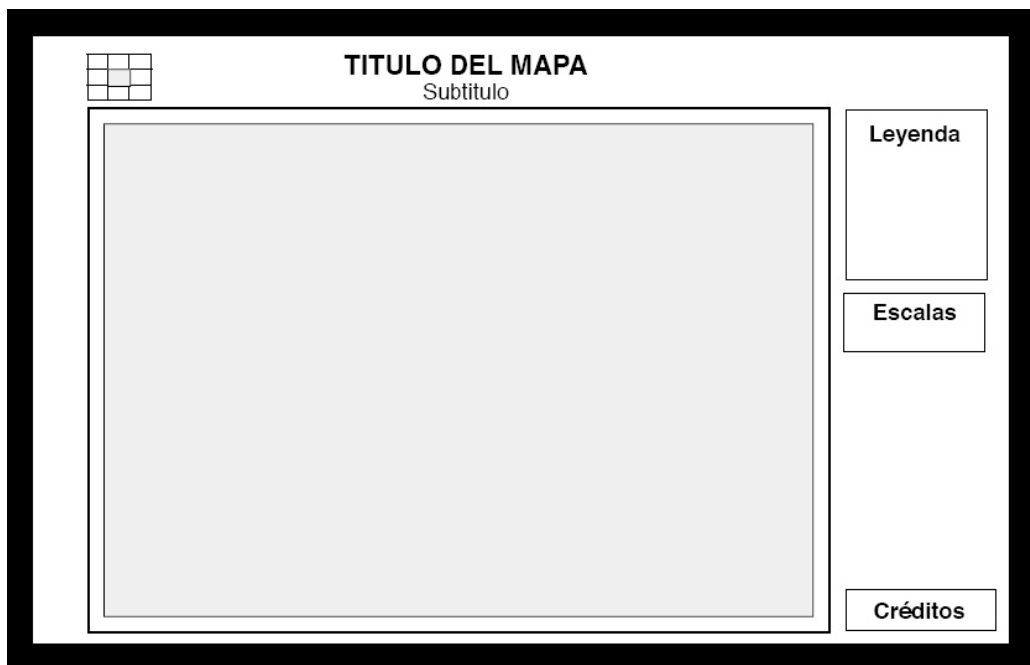 TITULO DEL MAPA
Subtitulo
Leyenda
Escalas
Créditos